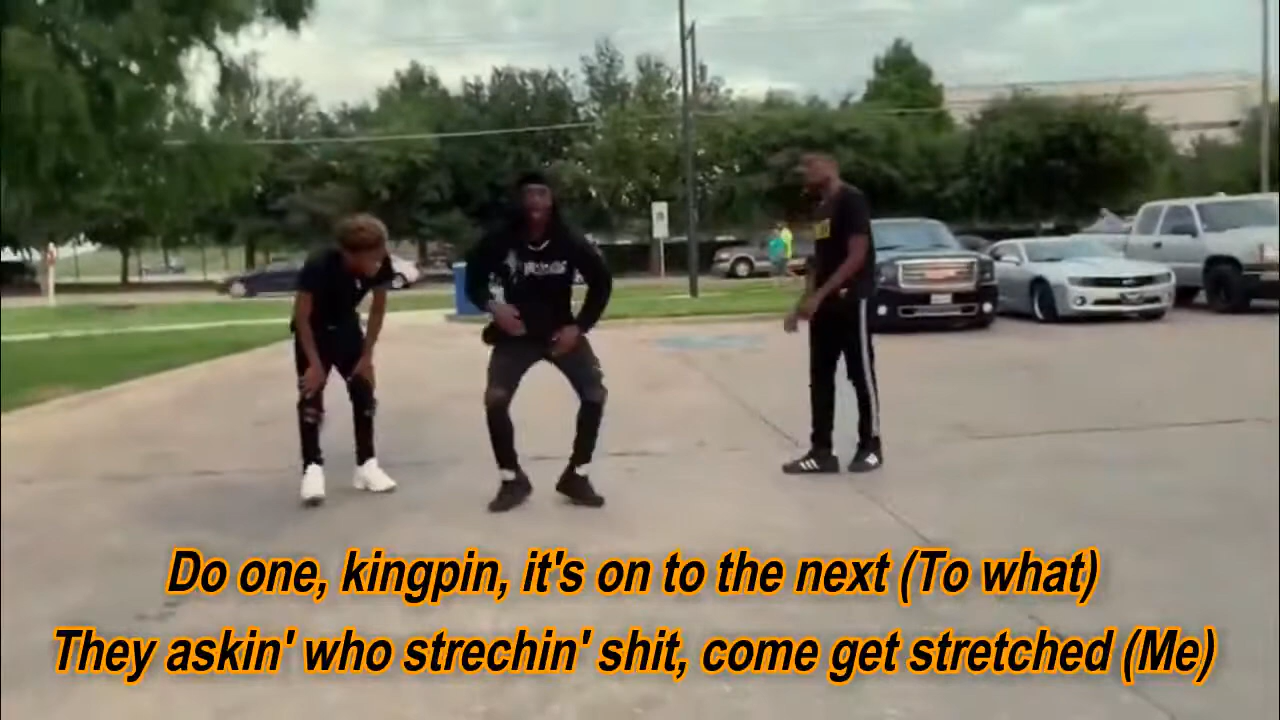 Do one, kingpin, it's on to the next (To what)
They askin' who strechin' shit, come get stretched (Me)